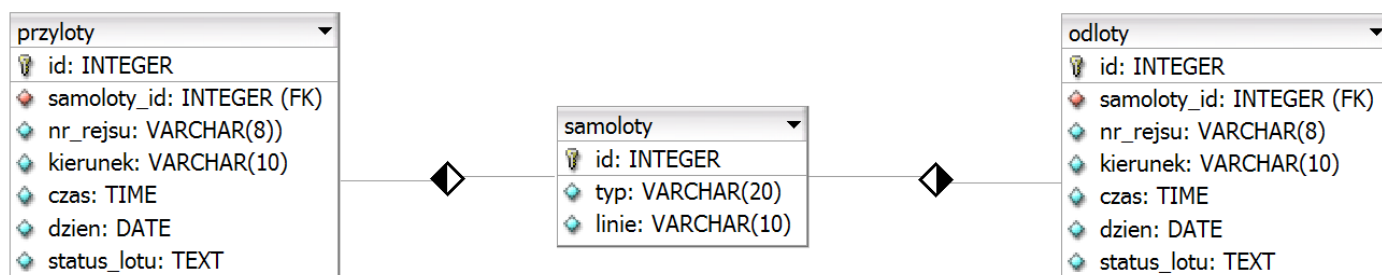 przyloty
id: INTEGER
samoloty_id: INTEGER (FK)
nr_rejsu: VARCHAR(8))
kierunek: VARCHAR(10)
czas: TIME
dzien: DATE
status_lotu: TEXT
samoloty
id: INTEGER
typ: VARCHAR(20)
linie: VARCHAR(10)
odloty
id: INTEGER
samoloty_id: INTEGER (FK)
nr_rejsu: VARCHAR(8)
kierunek: VARCHAR(10)
czas: TIME
dzien: DATE
status_lotu: TEXT